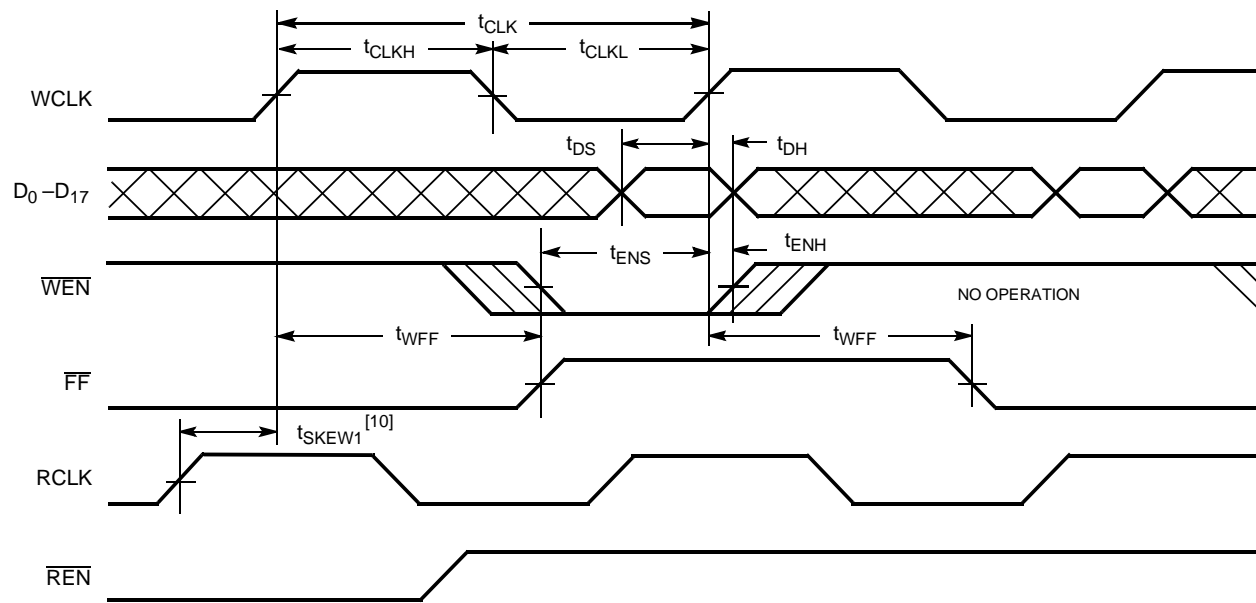 tCLK
tCLKH tCLKL
WCLK
tDS tDH
D0 –D17
tENS tENH
WEN
NO OPERATION
tWFF tWFF
FF
tSKEW1[10]
RCLK
REN